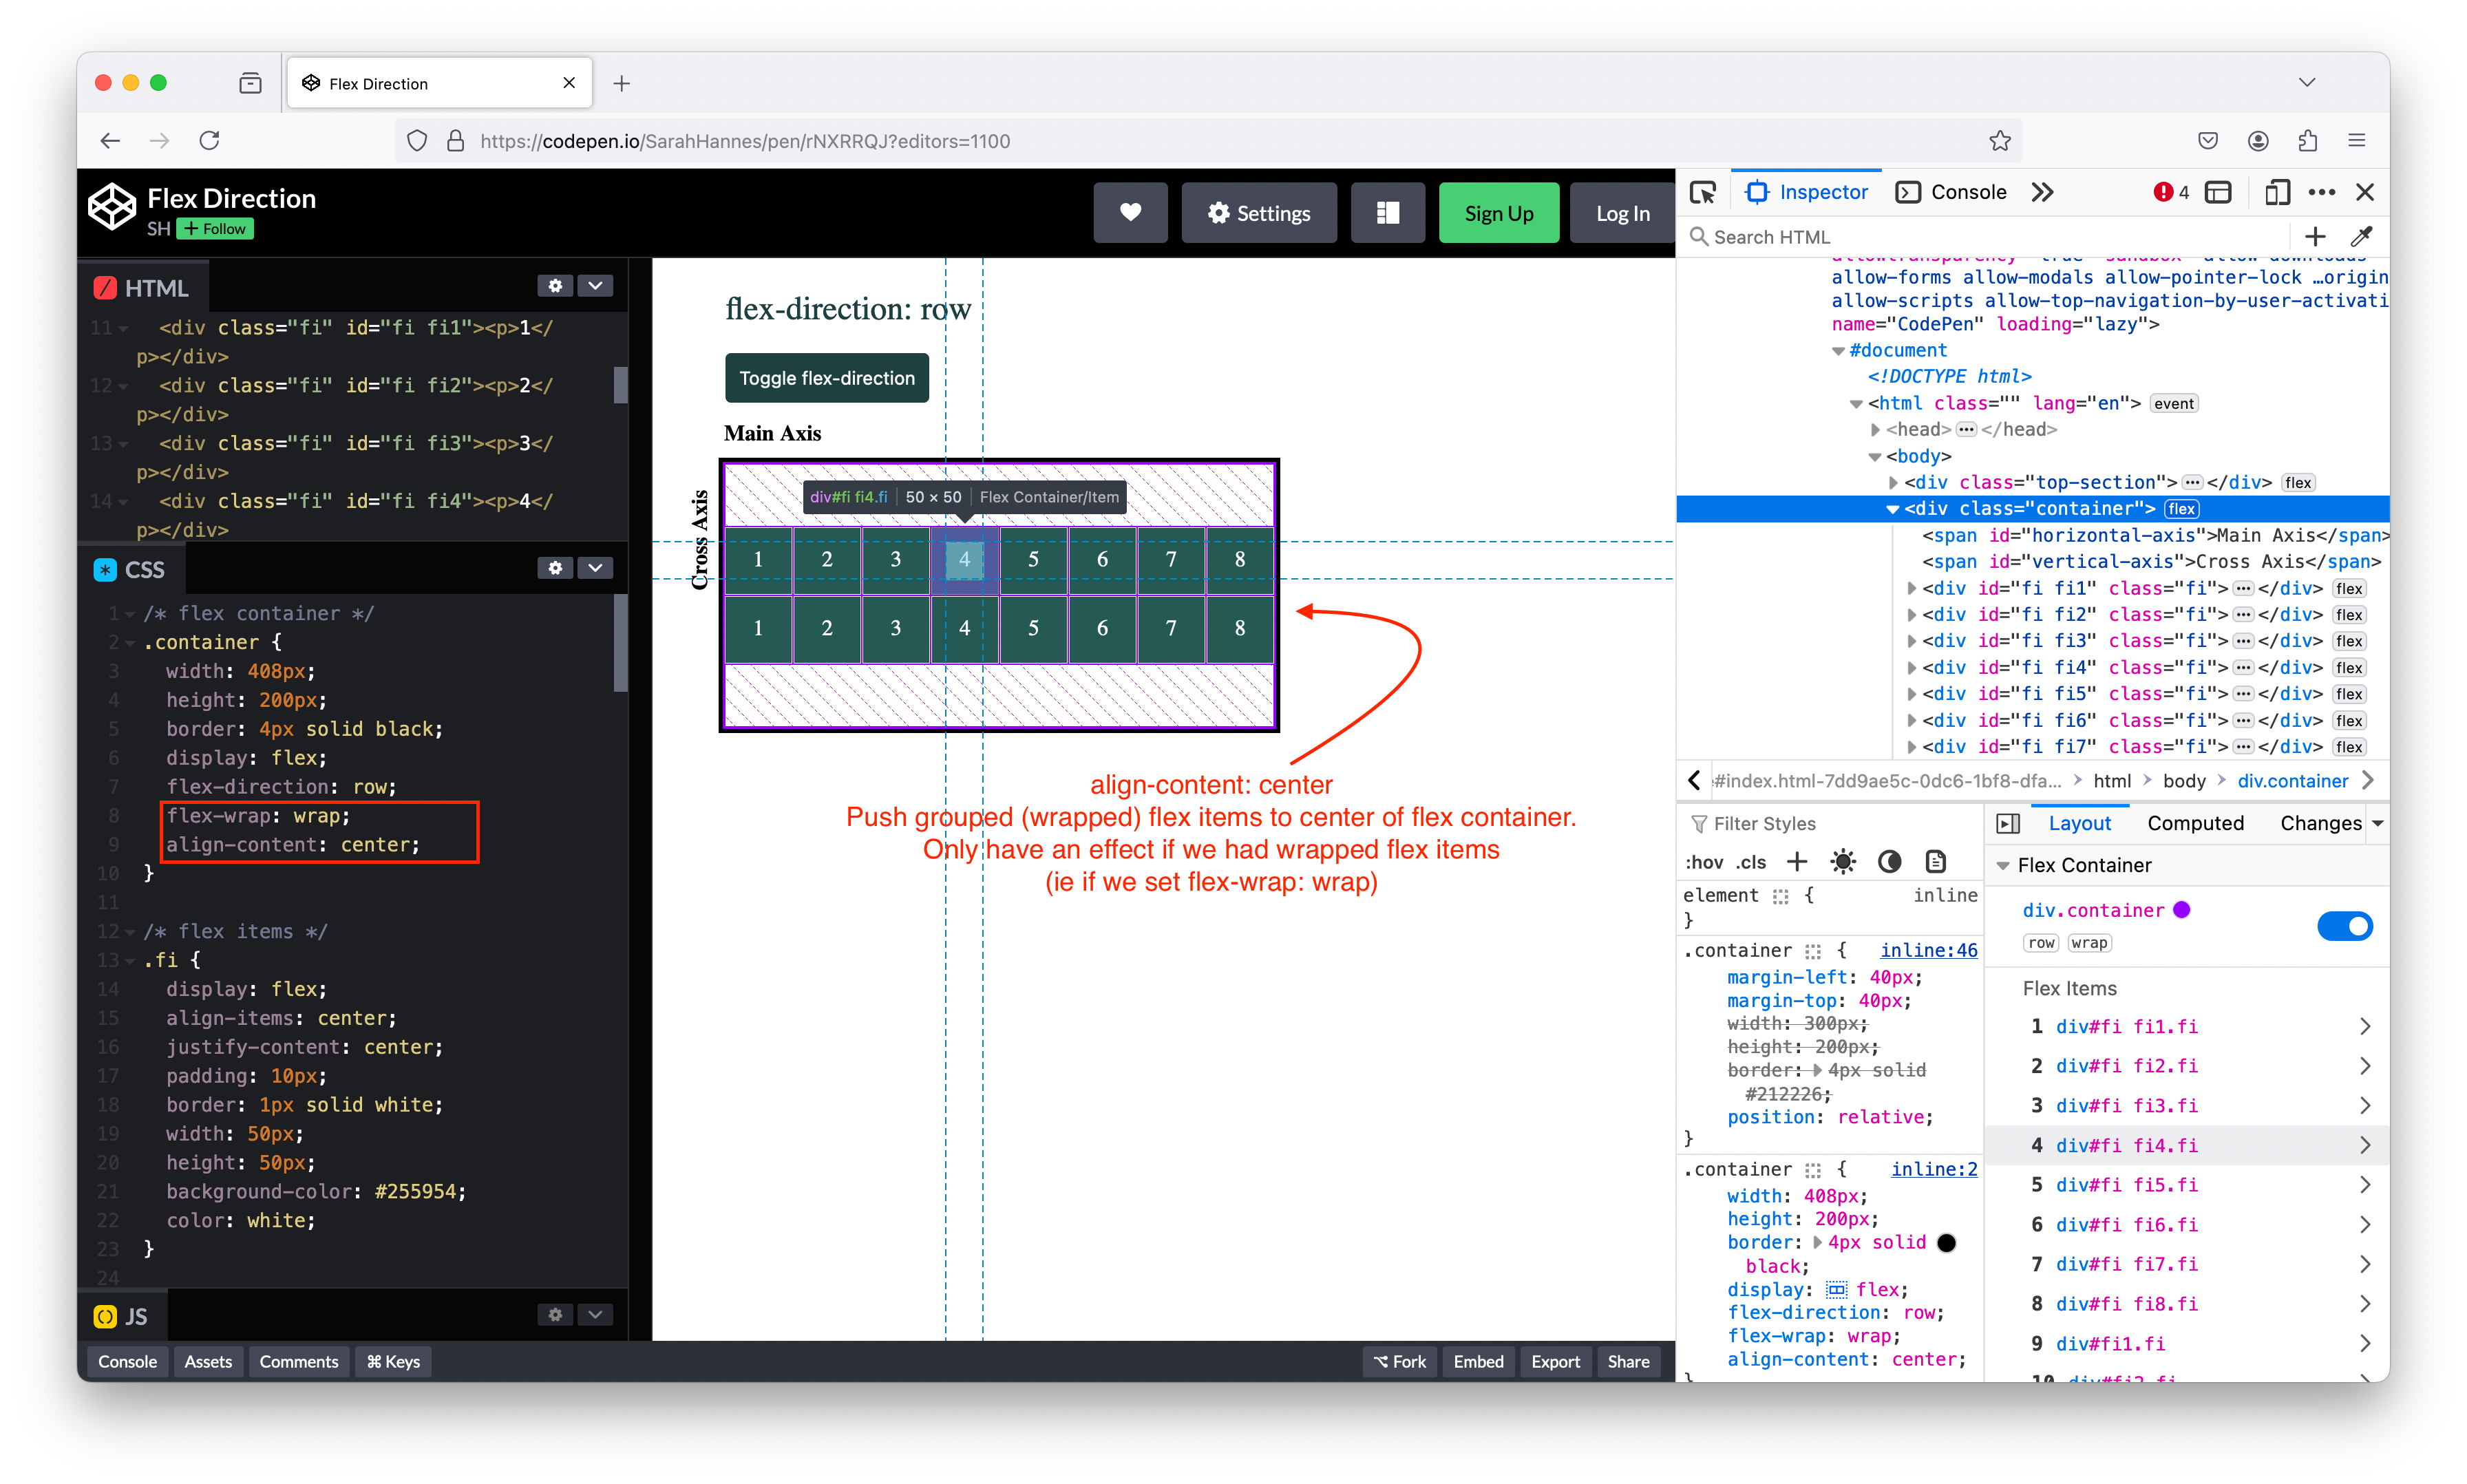 Flex Direction
https://codepen.io/SarahHannes/pen/rNXRRQJ?editors=1100
Flex Direction
SH + Follow
Settings
Sign Up
Log In
HTML
11 <div class="fi" id="fi fi1"><p>1</
p></div>
12 <div class="fi" id="fi fi2"><p>2</
p></div>
13 <div class="fi" id="fi fi3"><p>3</
p></div>
14 <div class="fi" id="fi fi4"><p>4</
p></div>
CSS
1 /* flex container */
2 .container {
3 width: 408px;
4 height: 200px;
5 border: 4px solid black;
6 display: flex;
7 flex-direction: row;
8 flex-wrap: wrap;
9 align-content: center;
10 }
11
12 /* flex items */
13 .fi {
14 display: flex;
15 align-items: center;
16 justify-content: center;
17 padding: 10px;
18 border: 1px solid white;
19 width: 50px;
20 height: 50px;
21 background-color: #255954;
22 color: white;
23 }
24
JS
Console Assets Comments ⌘ Keys
Fork Embed Export Share
flex-direction: row
Toggle flex-direction
Main Axis
Cross Axis
div#fi fi4.fi | 50 × 50 | Flex Container/Item
1 2 3 4 5 6 7 8
1 2 3 4 5 6 7 8
align-content: center
Push grouped (wrapped) flex items to center of flex container.
Only have an effect if we had wrapped flex items
(ie if we set flex-wrap: wrap)
Inspector Console 4
Search HTML
allow-forms allow-modals allow-pointer-lock …origin
allow-scripts allow-top-navigation-by-user-activati
name="CodePen" loading="lazy">
#document
<!DOCTYPE html>
<html class="" lang="en"> event
<head> ••• </head>
<body>
<div class="top-section"> ••• </div> flex
<div class="container"> flex
<span id="horizontal-axis">Main Axis</span>
<span id="vertical-axis">Cross Axis</span>
<div id="fi fi1" class="fi"> ••• </div> flex
<div id="fi fi2" class="fi"> ••• </div> flex
<div id="fi fi3" class="fi"> ••• </div> flex
<div id="fi fi4" class="fi"> ••• </div> flex
<div id="fi fi5" class="fi"> ••• </div> flex
<div id="fi fi6" class="fi"> ••• </div> flex
<div id="fi fi7" class="fi"> ••• </div> flex
#index.html-7dd9ae5c-0dc6-1bf8-dfa… > html > body > div.container
Filter Styles
:hov .cls +
element { inline
}
.container { inline:46
margin-left: 40px;
margin-top: 40px;
width: 300px;
height: 200px;
border: 4px solid
#212226;
position: relative;
}
.container { inline:2
width: 408px;
height: 200px;
border: 4px solid
black;
display: flex;
flex-direction: row;
flex-wrap: wrap;
align-content: center;
}
Layout Computed Changes
Flex Container
div.container
row wrap
Flex Items
1 div#fi fi1.fi
2 div#fi fi2.fi
3 div#fi fi3.fi
4 div#fi fi4.fi
5 div#fi fi5.fi
6 div#fi fi6.fi
7 div#fi fi7.fi
8 div#fi fi8.fi
9 div#fi1.fi
10 div#fi2.fi